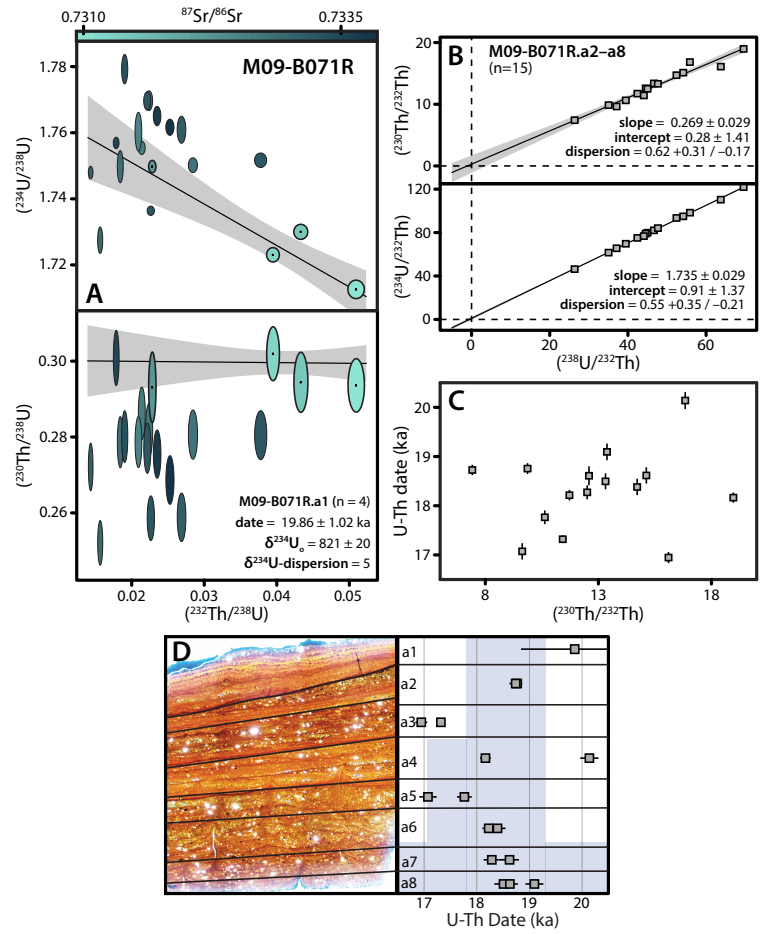 0.7310 ⁸⁷Sr/⁸⁶Sr 0.7335
M09-B071R
1.78
1.76
1.74
1.72
(²³⁴U/²³⁸U)
A
0.30
0.28
0.26
(²³⁰Th/²³⁸U)
M09-B071R.a1 (n = 4)
date = 19.86 ± 1.02 ka
δ²³⁴Uₒ = 821 ± 20
δ²³⁴U-dispersion = 5
0.02 0.03 0.04 0.05
(²³²Th/²³⁸U)
B
M09-B071R.a2–a8
(n=15)
20
10
0
(²³⁰Th/²³²Th)
slope = 0.269 ± 0.029
intercept = 0.28 ± 1.41
dispersion = 0.62 +0.31 / −0.17
120
80
40
0
(²³⁴U/²³²Th)
slope = 1.735 ± 0.029
intercept = 0.91 ± 1.37
dispersion = 0.55 +0.35 / −0.21
0 20 40 60
(²³⁸U/²³²Th)
C
20
19
18
17
U-Th date (ka)
8 13 18
(²³⁰Th/²³²Th)
D
a1
a2
a3
a4
a5
a6
a7
a8
17 18 19 20
U-Th Date (ka)